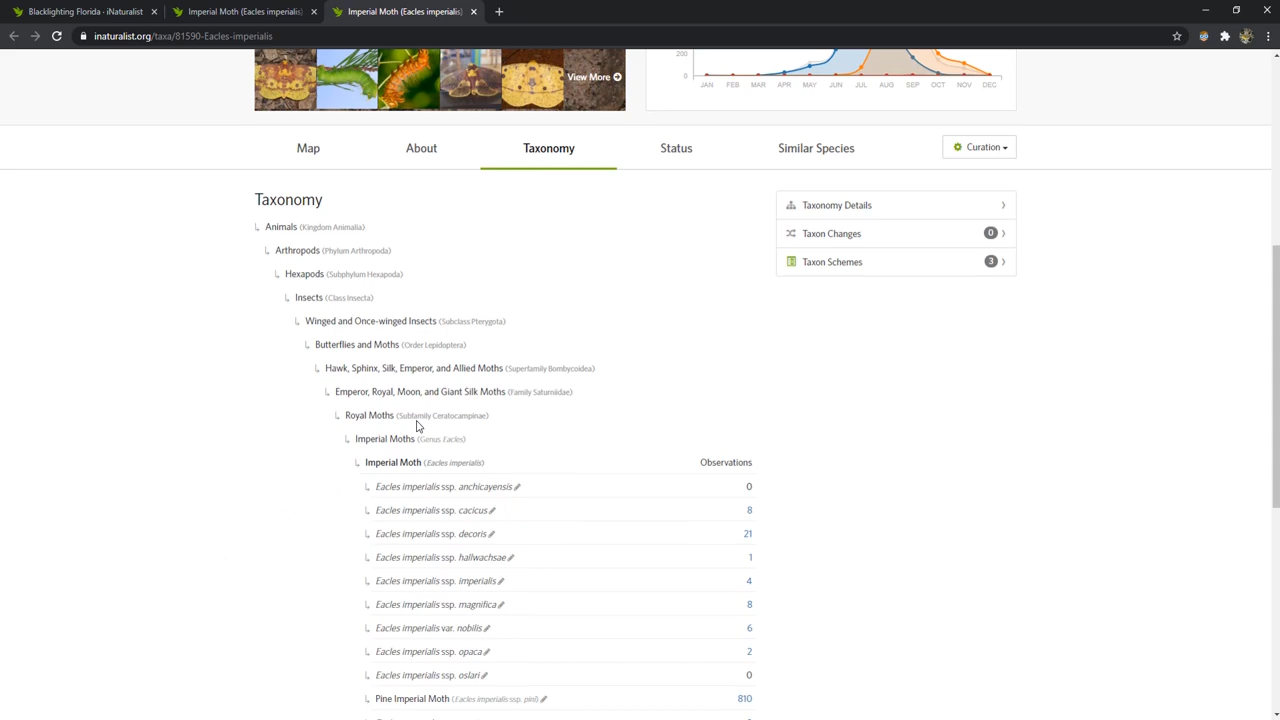 Backlighting Florida · iNaturalist
Imperial Moth (Eacles imperialis)
Imperial Moth (Eacles imperialis)
inaturalist.org/taxa/81590-Eacles-imperialis
View More
200
0
JAN FEB MAR APR MAY JUN JUL AUG SEP OCT NOV DEC
Map About Taxonomy Status Similar Species Curation
Taxonomy
Taxonomy Details
Taxon Changes 0
Taxon Schemes 3
Animals (Kingdom Animalia)
Arthropods (Phylum Arthropoda)
Hexapods (Subphylum Hexapoda)
Insects (Class Insecta)
Winged and Once-winged Insects (Subclass Pterygota)
Butterflies and Moths (Order Lepidoptera)
Hawk, Sphinx, Silk, Emperor, and Allied Moths (Superfamily Bombycoidea)
Emperor, Royal, Moon, and Giant Silk Moths (Family Saturniidae)
Royal Moths (Subfamily Ceratocampinae)
Imperial Moths (Genus Eacles)
Imperial Moth (Eacles imperialis) Observations
Eacles imperialis ssp. anchicayensis 0
Eacles imperialis ssp. cacicus 8
Eacles imperialis ssp. decoris 21
Eacles imperialis ssp. hallwachsae 1
Eacles imperialis ssp. imperialis 4
Eacles imperialis ssp. magnifica 8
Eacles imperialis var. nobilis 6
Eacles imperialis ssp. opaca 2
Eacles imperialis ssp. oslari 0
Pine Imperial Moth (Eacles imperialis ssp. pini) 810